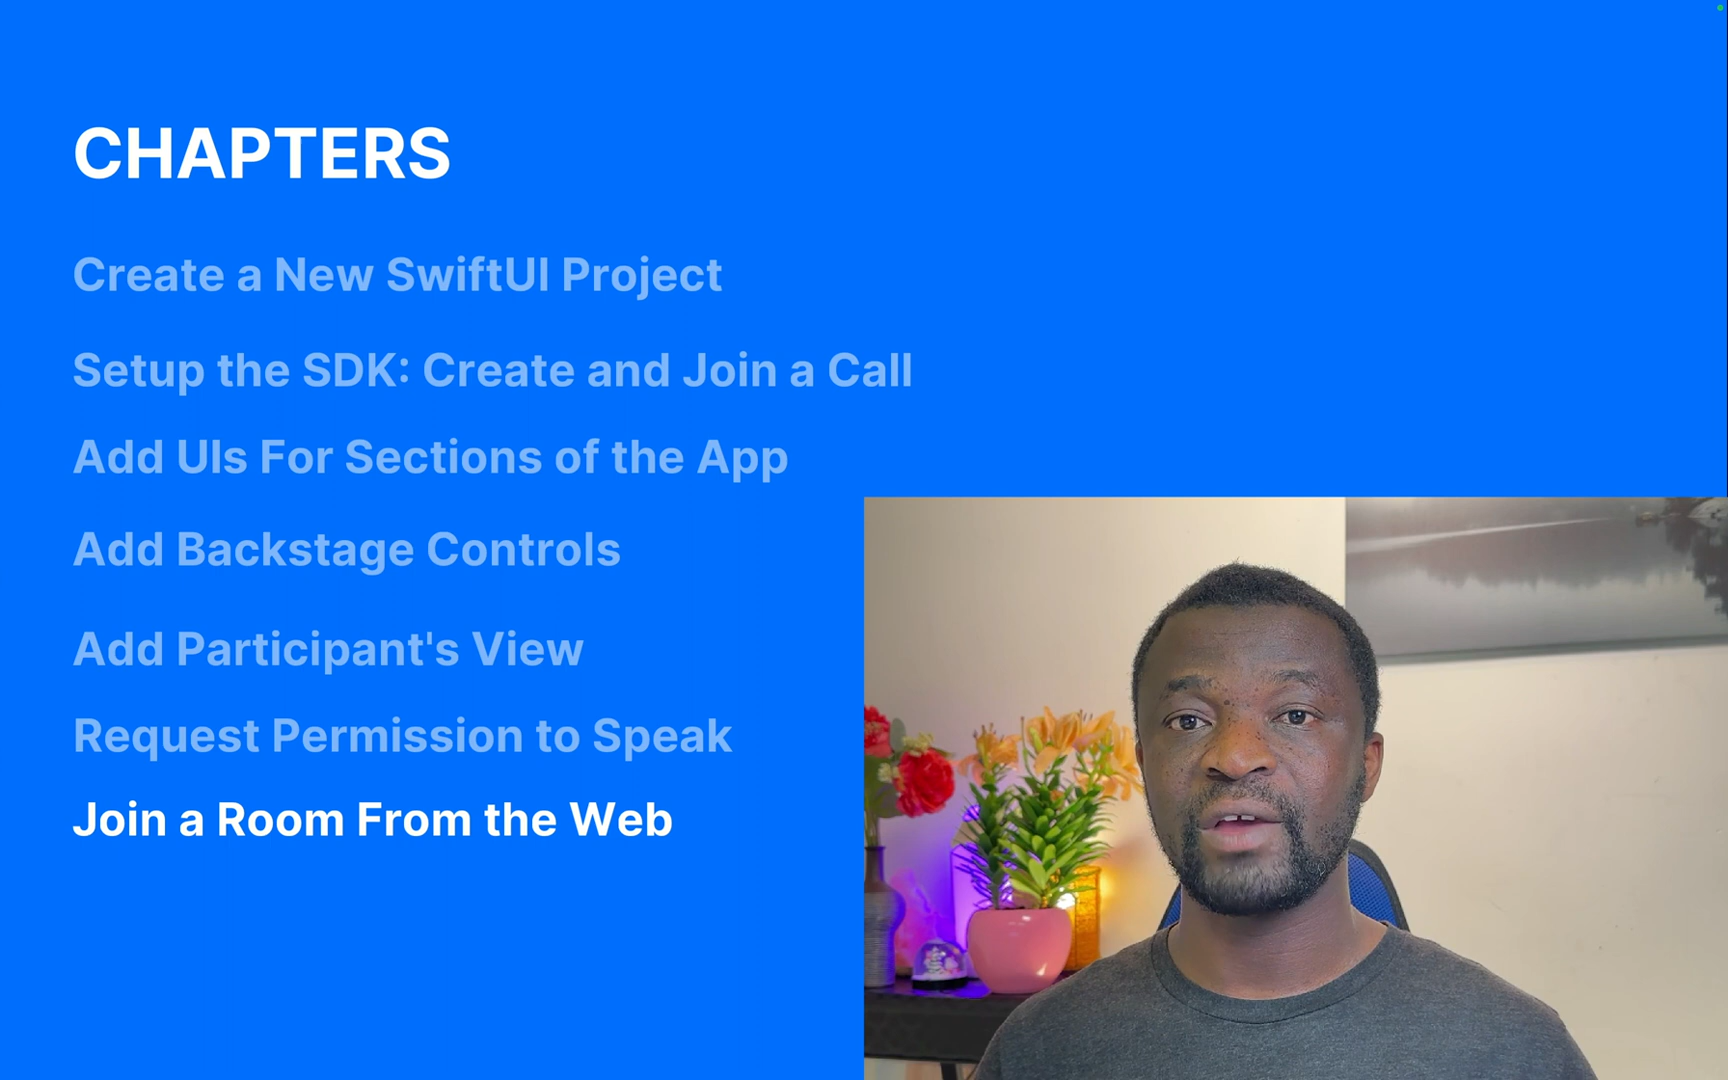 CHAPTERS
Create a New SwiftUI Project
Setup the SDK: Create and Join a Call
Add UIs For Sections of the App
Add Backstage Controls
Add Participant's View
Request Permission to Speak
Join a Room From the Web